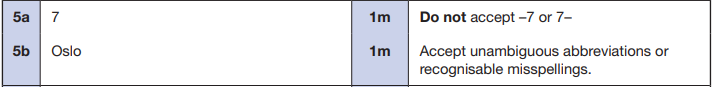 5a 7 1m Do not accept –7 or 7–
5b Oslo 1m Accept unambiguous abbreviations or
recognisable misspellings.